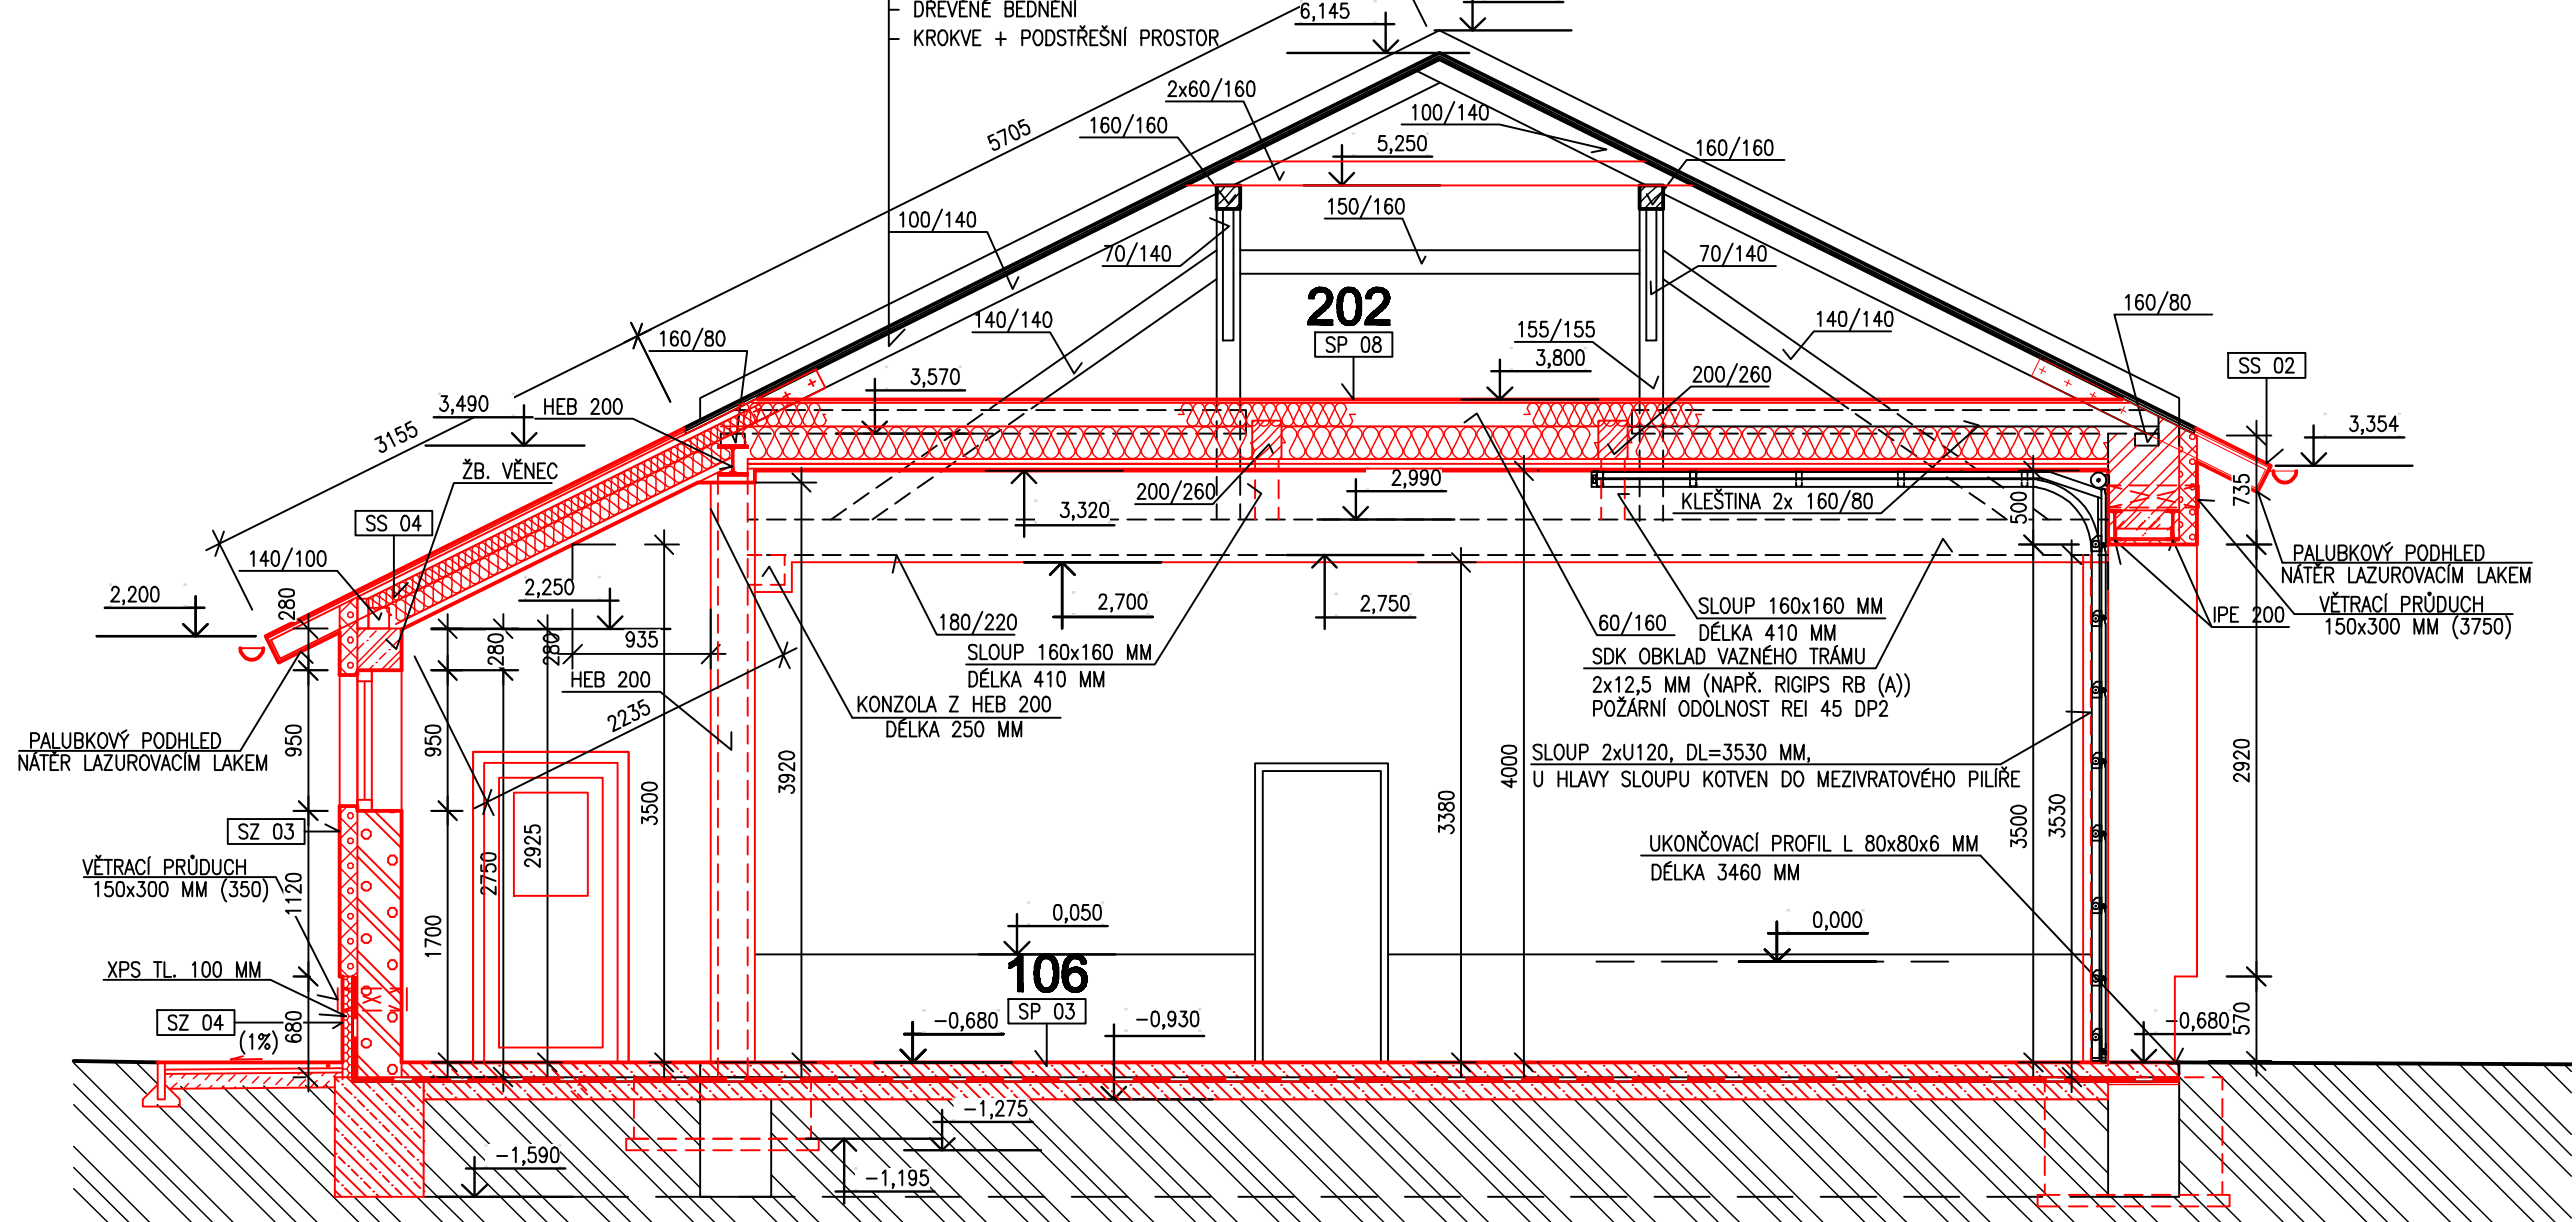 - DŘEVĚNÉ BEDNĚNÍ
- KROKVE + PODSTŘEŠNÍ PROSTOR
6,145
2x60/160
160/160
100/140
5705
5,250
160/160
150/160
100/140
70/140
70/140
202
SP 08
160/80
140/140
155/155
140/140
160/80
3,800
SS 02
3,570
200/260
3,490
HEB 200
3155
3,354
ŽB. VĚNEC
2,990
200/260
KLEŠTINA 2x 160/80
500
735
3,320
SS 04
140/100
PALUBKOVÝ PODHLED
NÁTĚR LAZUROVACÍM LAKEM
2,200
280
2,250
2,700
2,750
SLOUP 160x160 MM
DÉLKA 410 MM
VĚTRACÍ PRŮDUCH
150x300 MM (3750)
IPE 200
180/220
60/160
280
280
935
SLOUP 160x160 MM
DÉLKA 410 MM
SDK OBKLAD VAZNÉHO TRÁMU
2x12,5 MM (NAPŘ. RIGIPS RB (A))
POŽÁRNÍ ODOLNOST REI 45 DP2
HEB 200
2235
KONZOLA Z HEB 200
DÉLKA 250 MM
PALUBKOVÝ PODHLED
NÁTĚR LAZUROVACÍM LAKEM
950
950
SLOUP 2xU120, DL=3530 MM,
U HLAVY SLOUPU KOTVEN DO MEZIVRATOVÉHO PILÍŘE
3920
4000
2920
3500
3380
3500
3530
SZ 03
2925
2750
UKONČOVACÍ PROFIL L 80x80x6 MM
DÉLKA 3460 MM
VĚTRACÍ PRŮDUCH
150x300 MM (350)
1120
1700
0,050
0,000
XPS TL. 100 MM
106
SP 03
SZ 04
(1%)
680
-0,680
-0,930
-0,680
570
-1,275
-1,590
-1,195